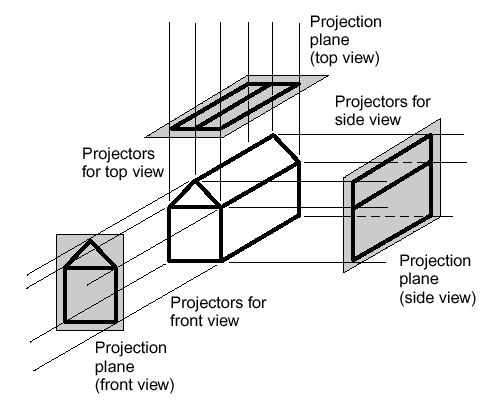 Projection
plane
(top view)
Projectors for
side view
Projectors
for top view
Projection
plane
(side view)
Projectors for
front view
Projection
plane
(front view)